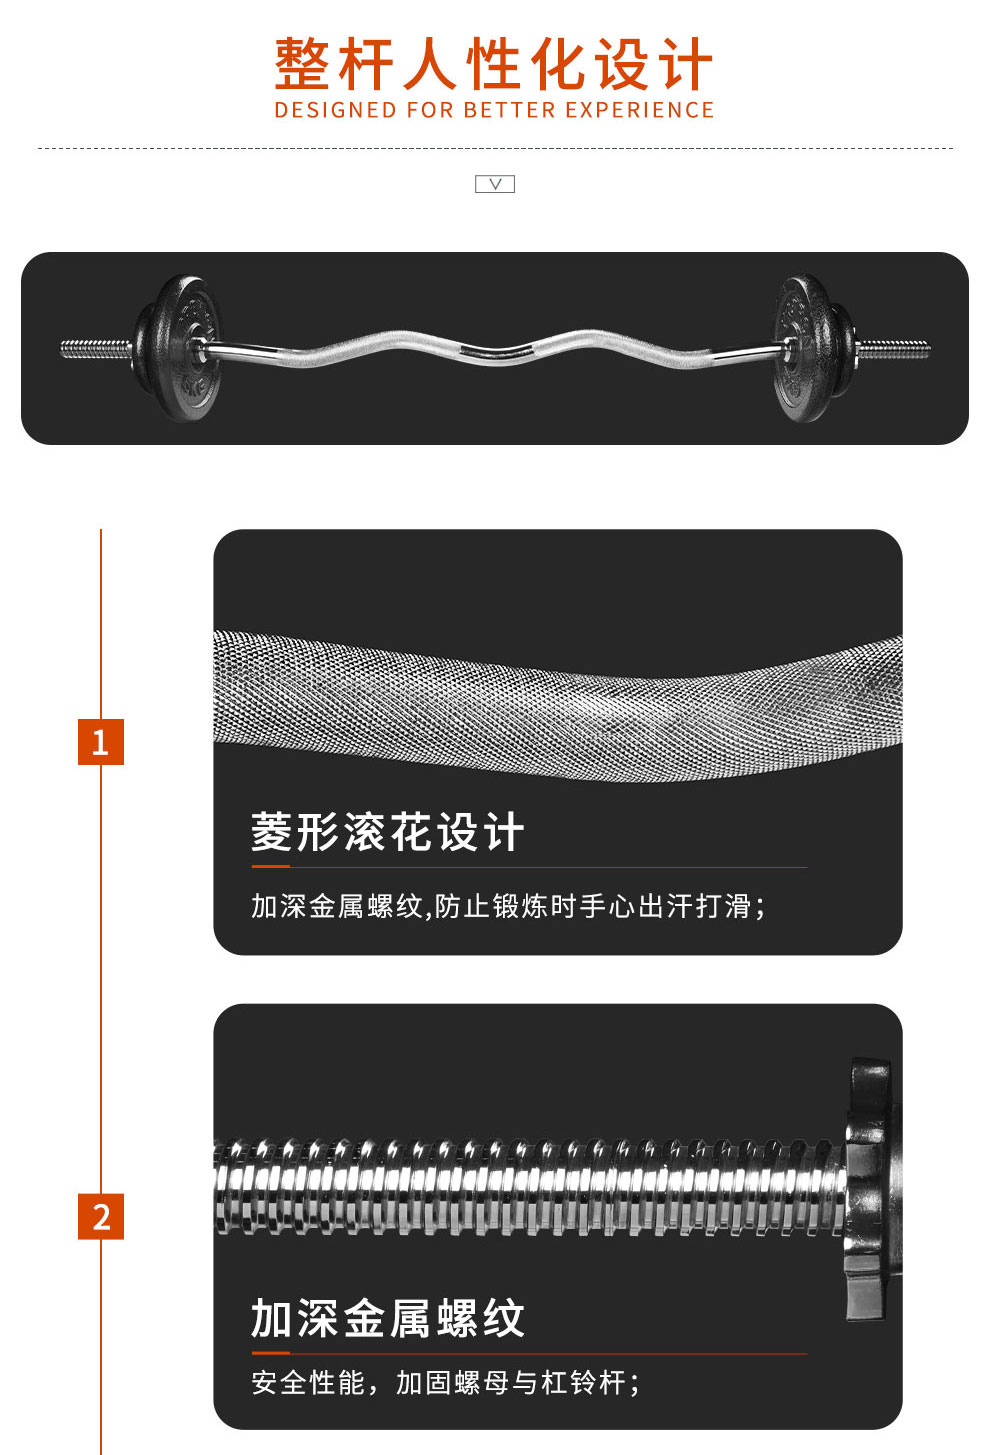 整杆人性化设计
DESIGNED FOR BETTER EXPERIENCE
1
菱形滚花设计
加深金属螺纹,防止锻炼时手心出汗打滑；
2
加深金属螺纹
安全性能，加固螺母与杠铃杆；